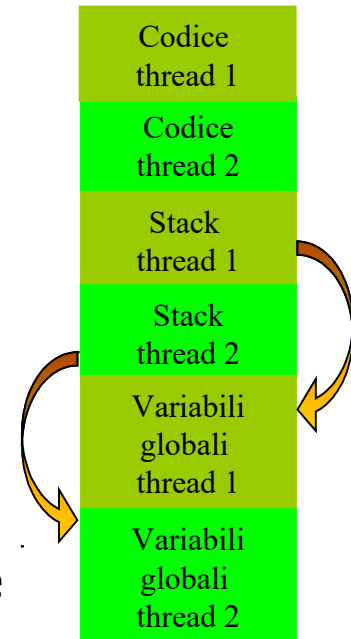 Codice
thread 1
Codice
thread 2
Stack
thread 1
Stack
thread 2
Variabili
globali
thread 1
Variabili
globali
thread 2
e